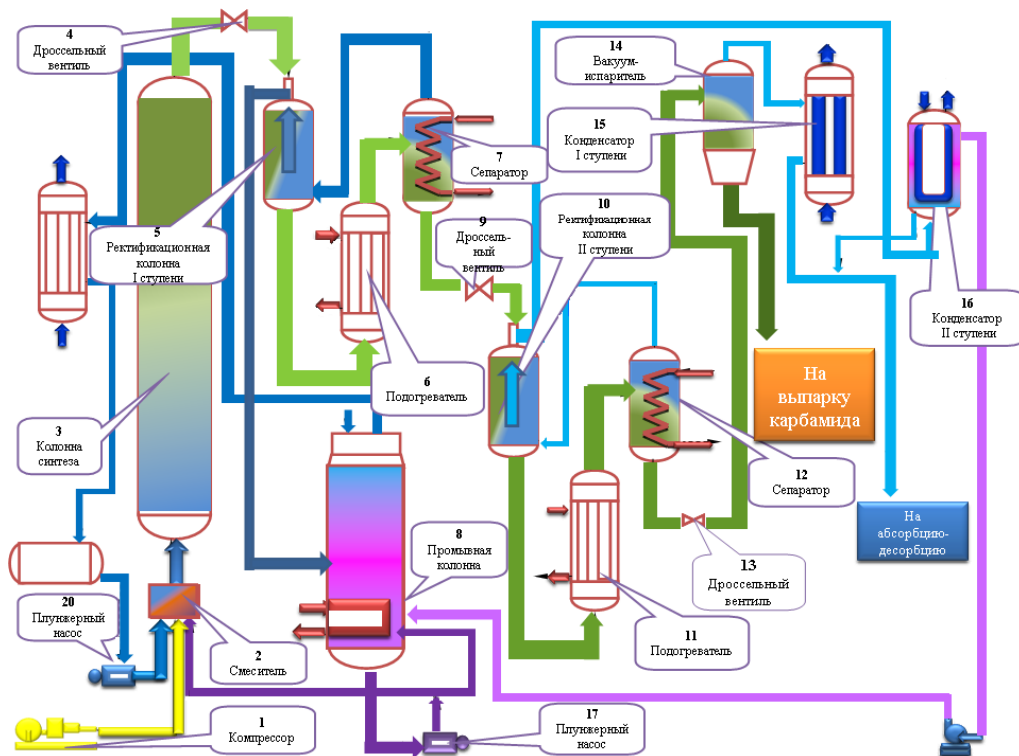 4
Дроссельный
вентиль
14
Вакуум-
испаритель
15
Конденсатор
I ступени
7
Сепаратор
10
Ректификационная
колонна
II ступени
9
Дроссель-
ный
вентиль
5
Ректификационная
колонна
I ступени
16
Конденсатор
II ступени
6
Подогреватель
На
выпарку
карбамида
3
Колонна
синтеза
12
Сепаратор
На
абсорбцию-
десорбцию
8
Промывная
колонна
13
Дроссельный
вентиль
20
Плунжерный
насос
11
Подогреватель
2
Смеситель
1
Компрессор
17
Плунжерный
насос